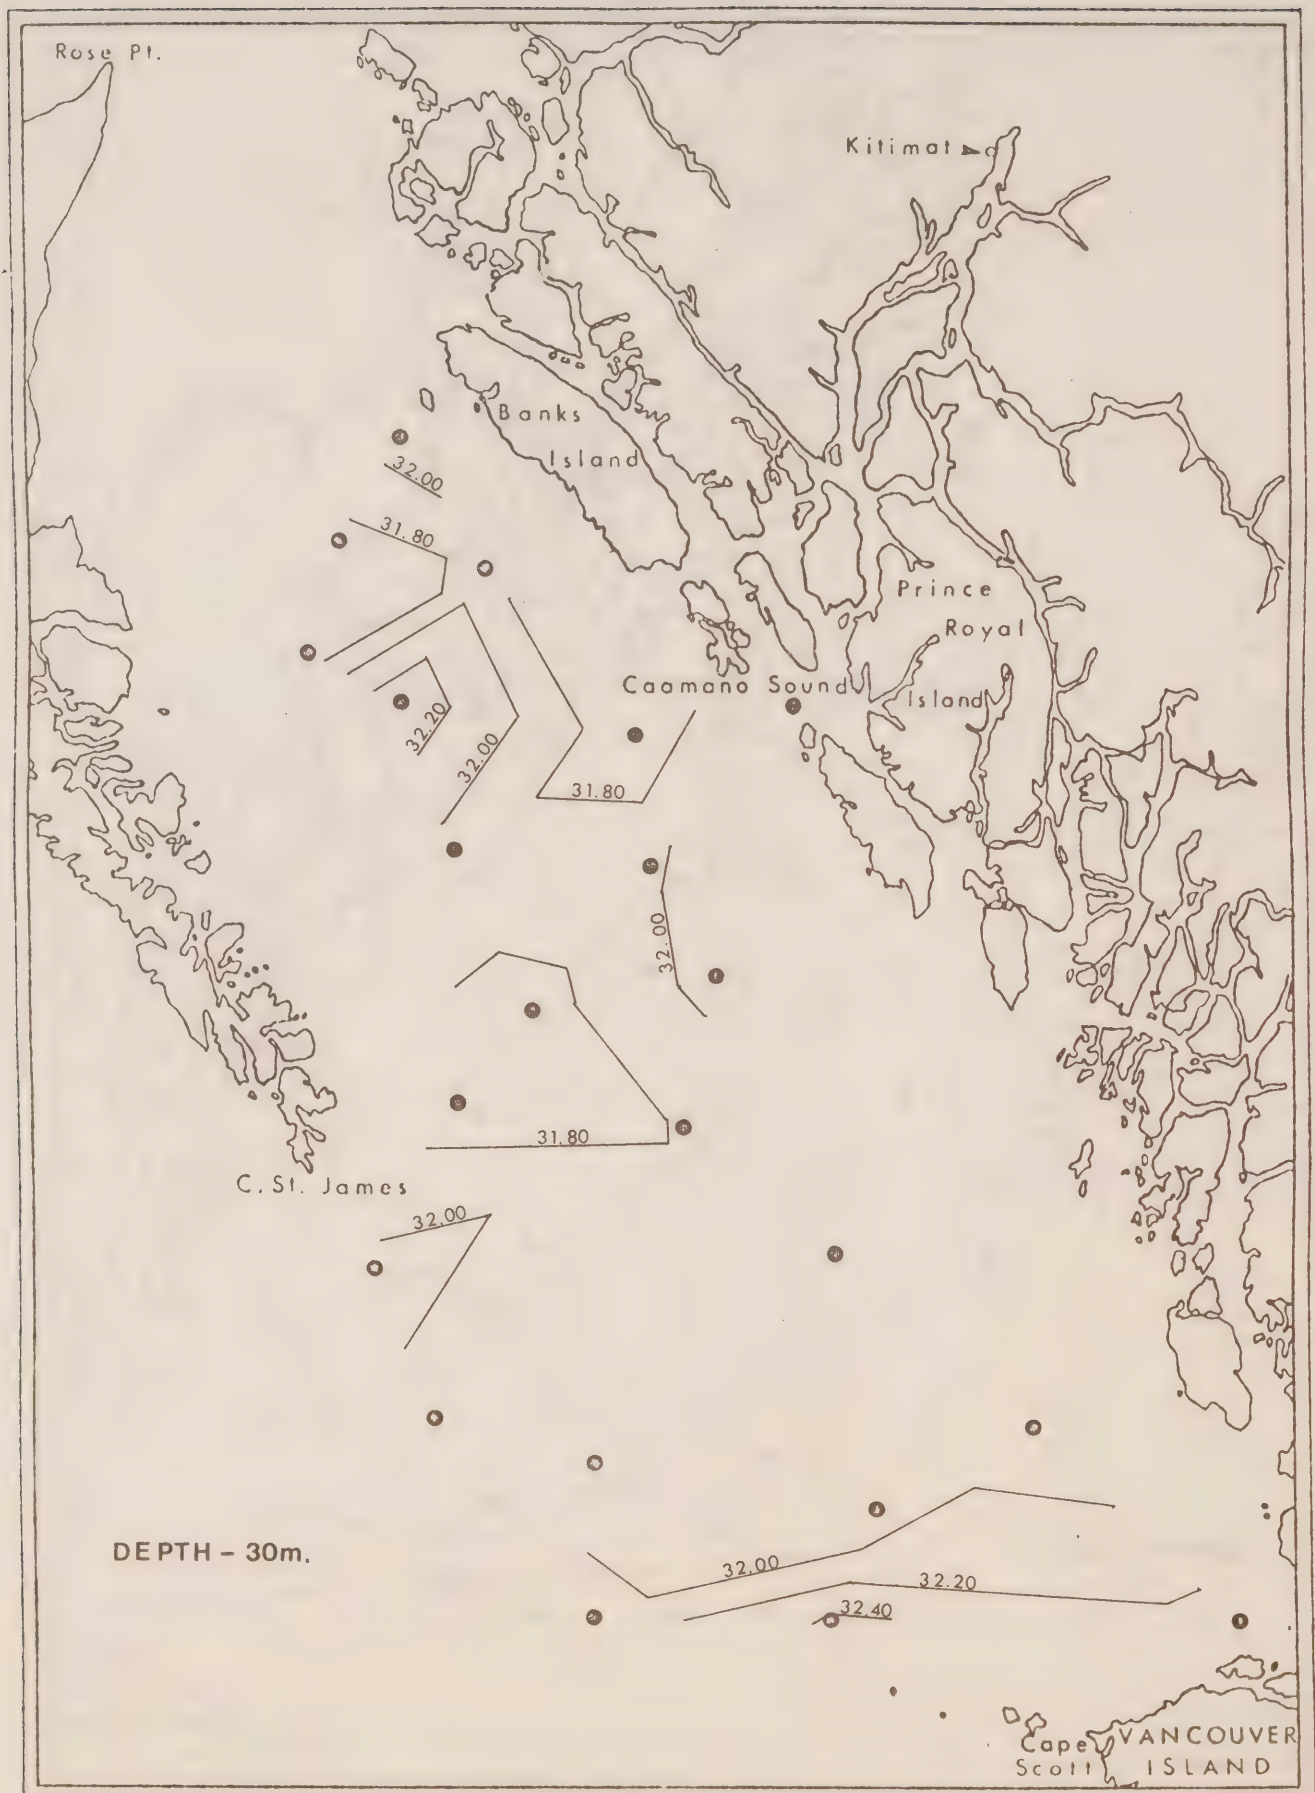 Rose Pt.
Kitimat
Banks
Island
32.00
31.80
Prince
Royal
Island
Caamano Sound
32.20
32.00
31.80
32.00
31.80
C. St. James
32.00
DEPTH - 30m.
32.00
32.20
32.40
Cape
Scott
VANCOUVER
ISLAND